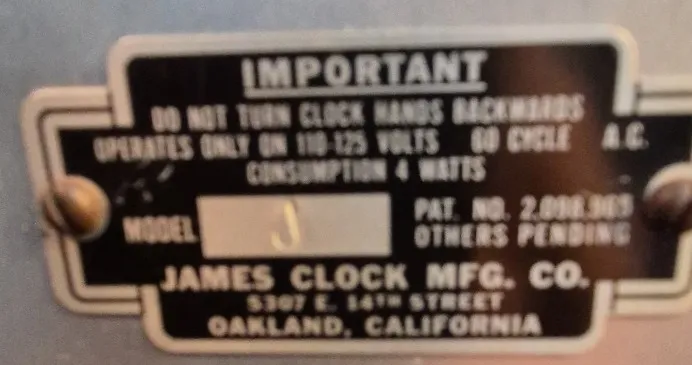 IMPORTANT
DO NOT TURN CLOCK HANDS BACKWARDS
OPERATES ONLY ON 110-125 VOLTS 60 CYCLE A.C.
CONSUMPTION 4 WATTS
MODEL J
PAT. NO.
OTHERS PENDING
JAMES CLOCK MFG. CO.
5307 E. 14TH STREET
OAKLAND, CALIFORNIA